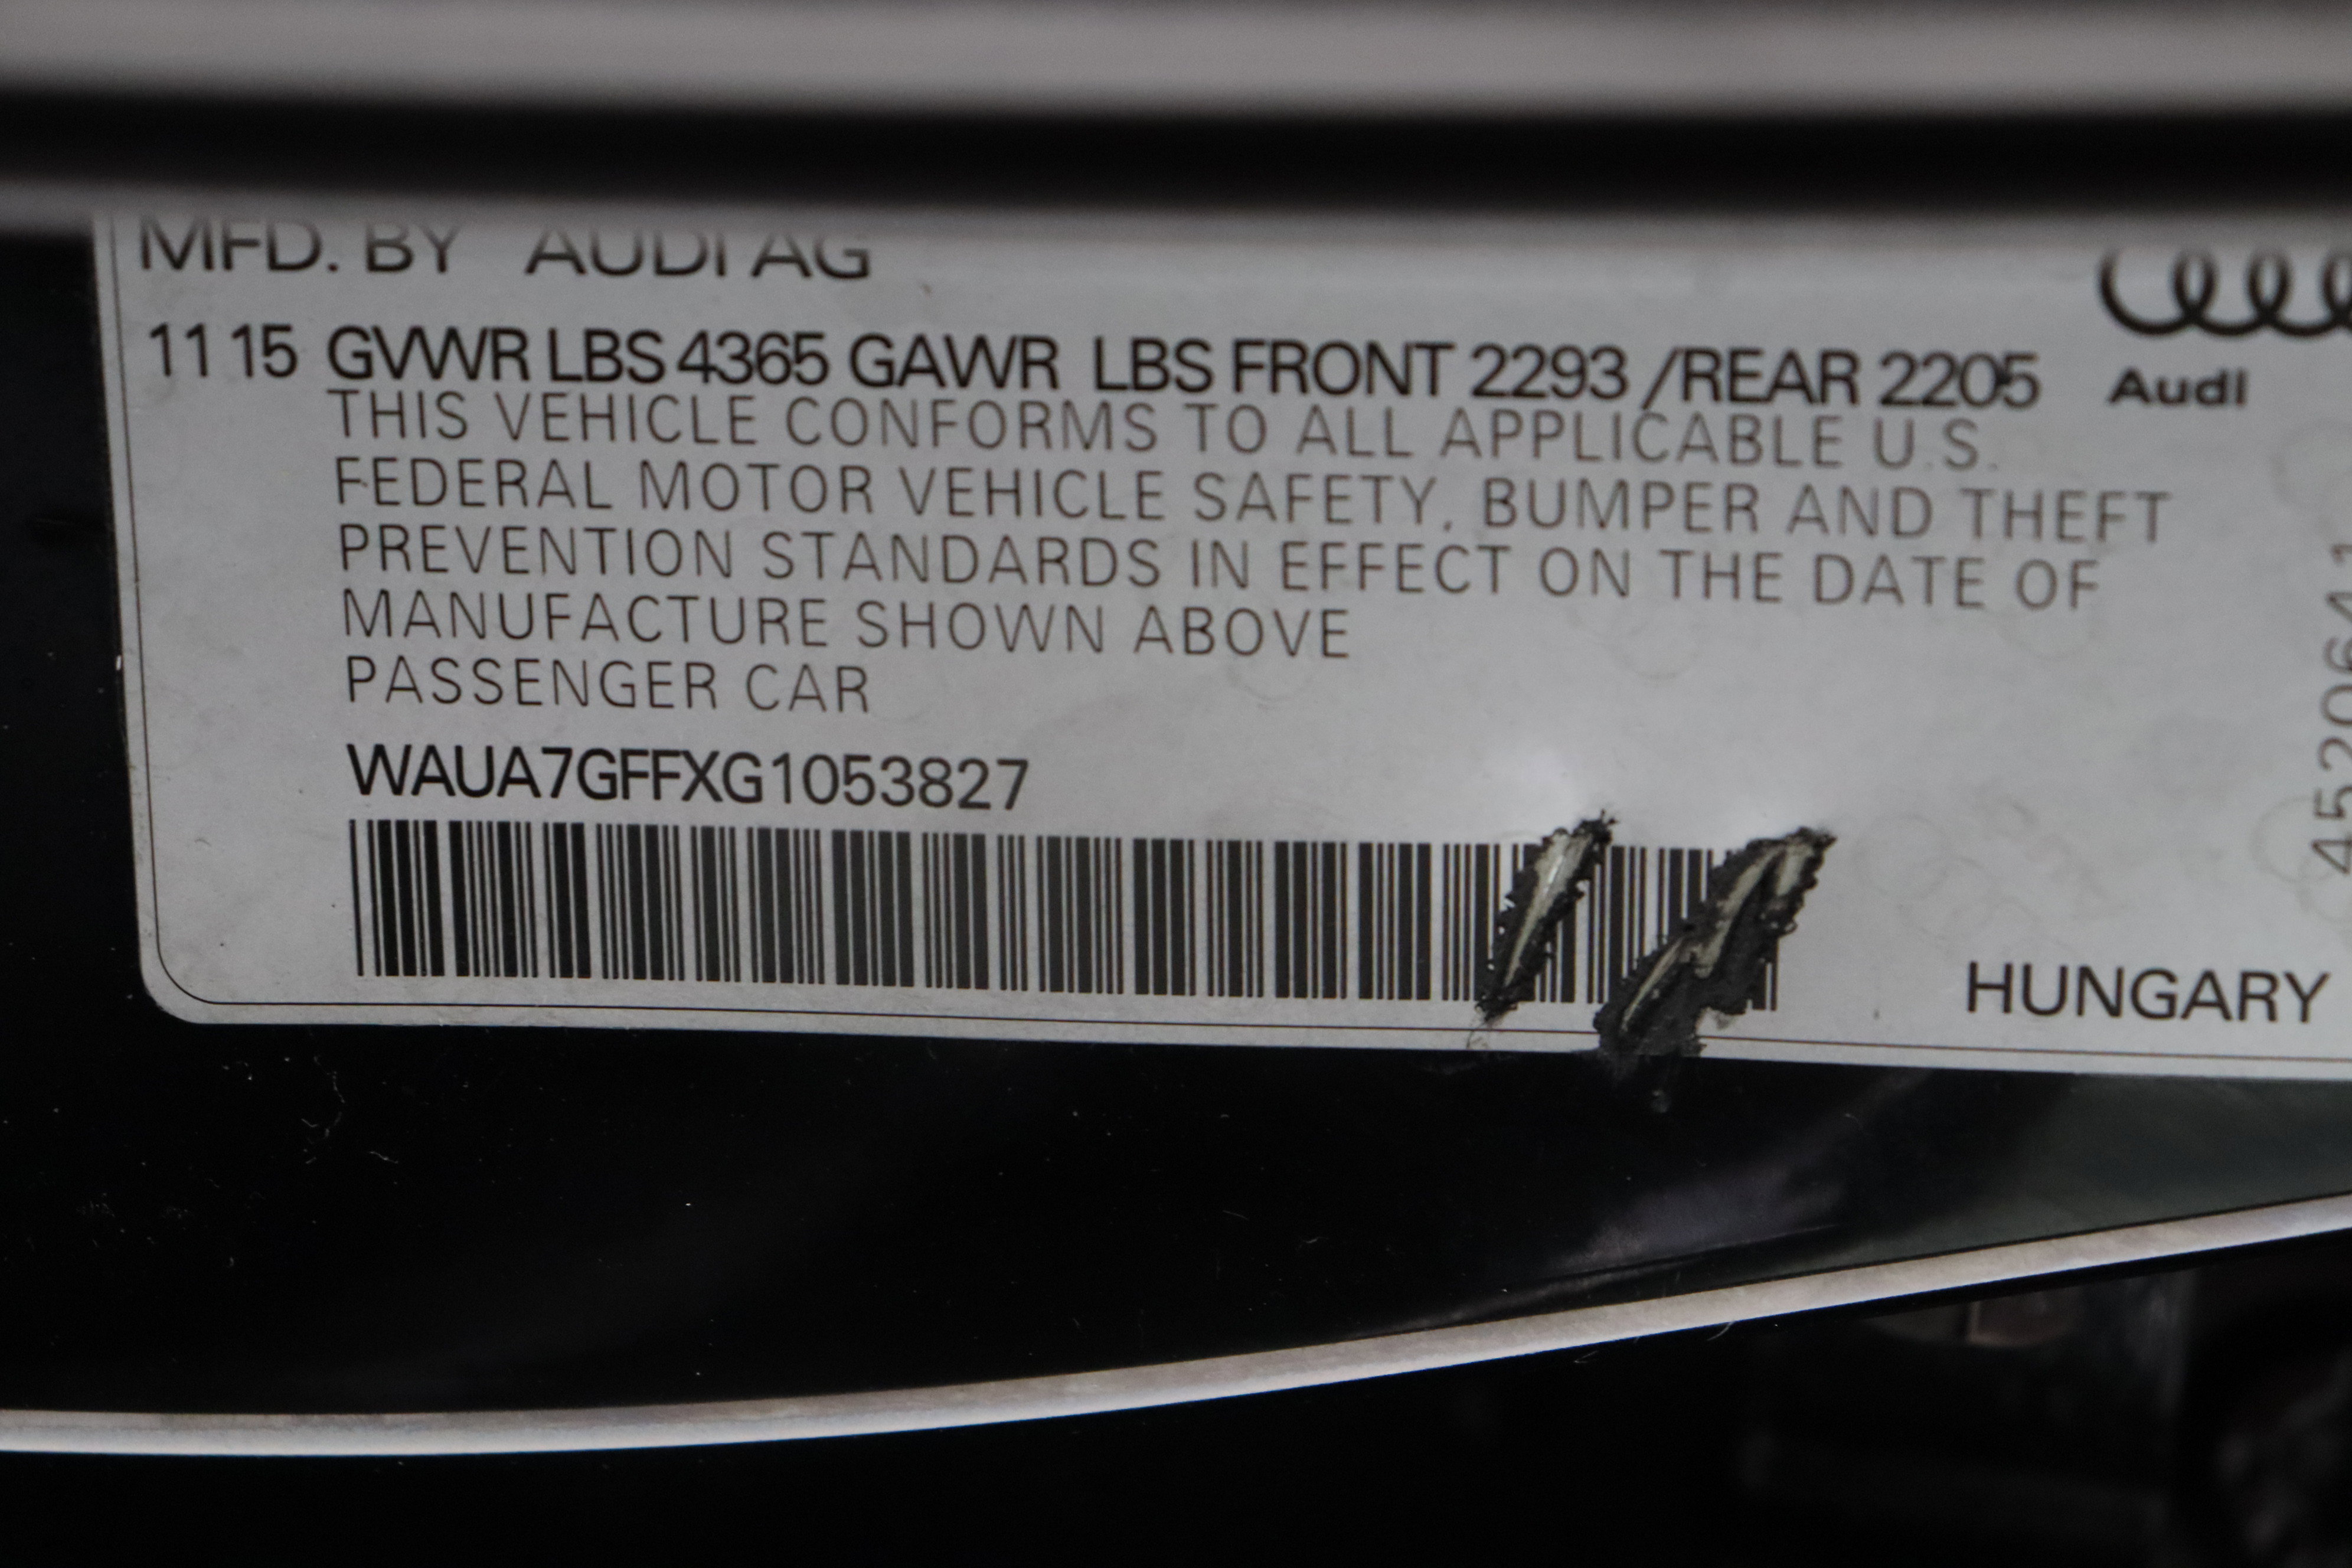 MFD. BY AUDI AG
11 15 GVWR LBS 4365 GAWR LBS FRONT 2293 /REAR 2205
Audi
THIS VEHICLE CONFORMS TO ALL APPLICABLE U.S.
FEDERAL MOTOR VEHICLE SAFETY, BUMPER AND THEFT
PREVENTION STANDARDS IN EFFECT ON THE DATE OF
MANUFACTURE SHOWN ABOVE
PASSENGER CAR
WAUA7GFFXG1053827
HUNGARY
4520641